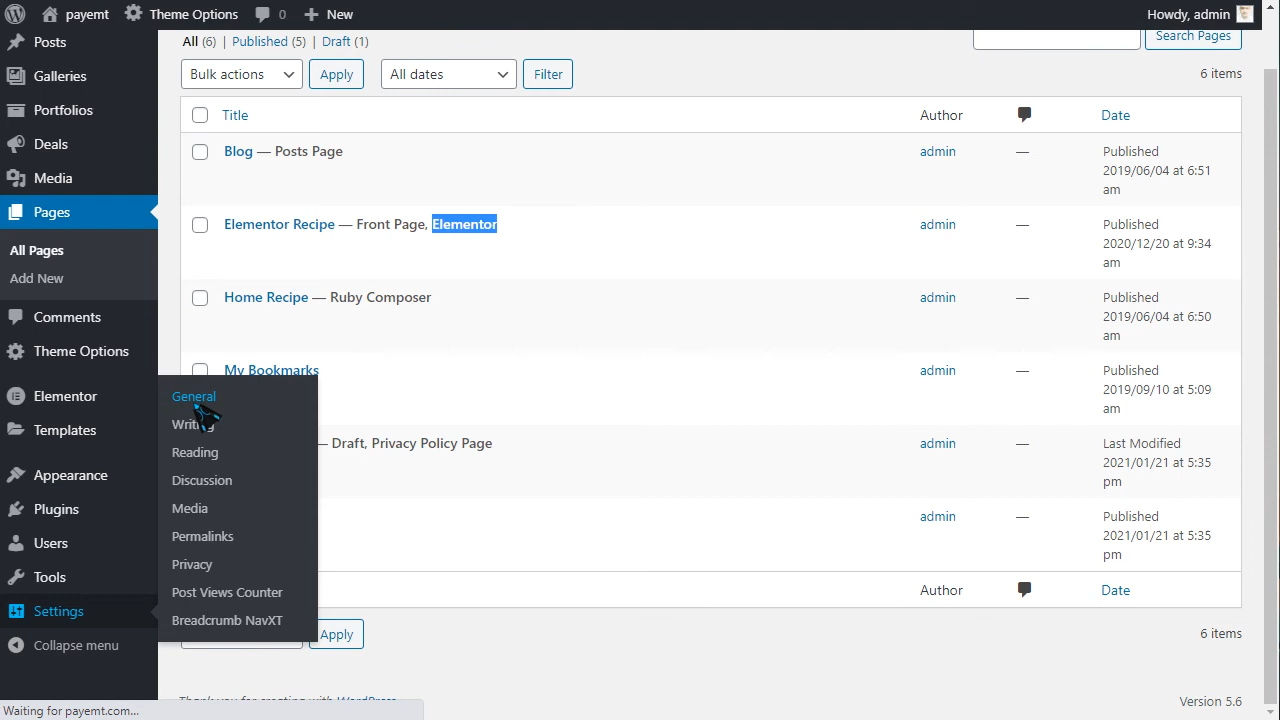 payemt Theme Options 0 New Howdy, admin
Posts
Galleries
Portfolios
Deals
Media
Pages
All Pages
Add New
Comments
Theme Options
Elementor
Templates
Appearance
Plugins
Users
Tools
Settings
Collapse menu
General
Writing
Reading
Discussion
Media
Permalinks
Privacy
Post Views Counter
Breadcrumb NavXT
All (6) | Published (5) | Draft (1)
Search Pages
Bulk actions Apply All dates Filter 6 items
Title Author Date
Blog — Posts Page admin — Published
2019/06/04 at 6:51
am
Elementor Recipe — Front Page, Elementor admin — Published
2020/12/20 at 9:34
am
Home Recipe — Ruby Composer admin — Published
2019/06/04 at 6:50
am
My Bookmarks admin — Published
2019/09/10 at 5:09
am
— Draft, Privacy Policy Page admin — Last Modified
2021/01/21 at 5:35
pm
admin — Published
2021/01/21 at 5:35
pm
Author Date
Apply 6 items
Thank you for creating with WordPress
Version 5.6
Waiting for payemt.com...